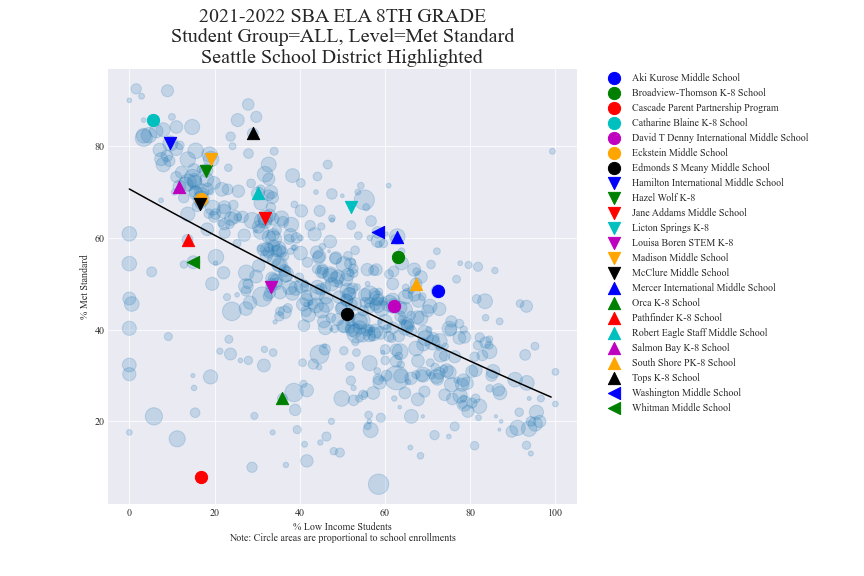 2021-2022 SBA ELA 8TH GRADE
Student Group=ALL, Level=Met Standard
Seattle School District Highlighted
% Met Standard
80
60
40
20
0
20
40
60
80
100
% Low Income Students
Note: Circle areas are proportional to school enrollments
Aki Kurose Middle School
Broadview-Thomson K-8 School
Cascade Parent Partnership Program
Catharine Blaine K-8 School
David T Denny International Middle School
Eckstein Middle School
Edmonds S Meany Middle School
Hamilton International Middle School
Hazel Wolf K-8
Jane Addams Middle School
Licton Springs K-8
Louisa Boren STEM K-8
Madison Middle School
McClure Middle School
Mercer International Middle School
Orca K-8 School
Pathfinder K-8 School
Robert Eagle Staff Middle School
Salmon Bay K-8 School
South Shore PK-8 School
Tops K-8 School
Washington Middle School
Whitman Middle School